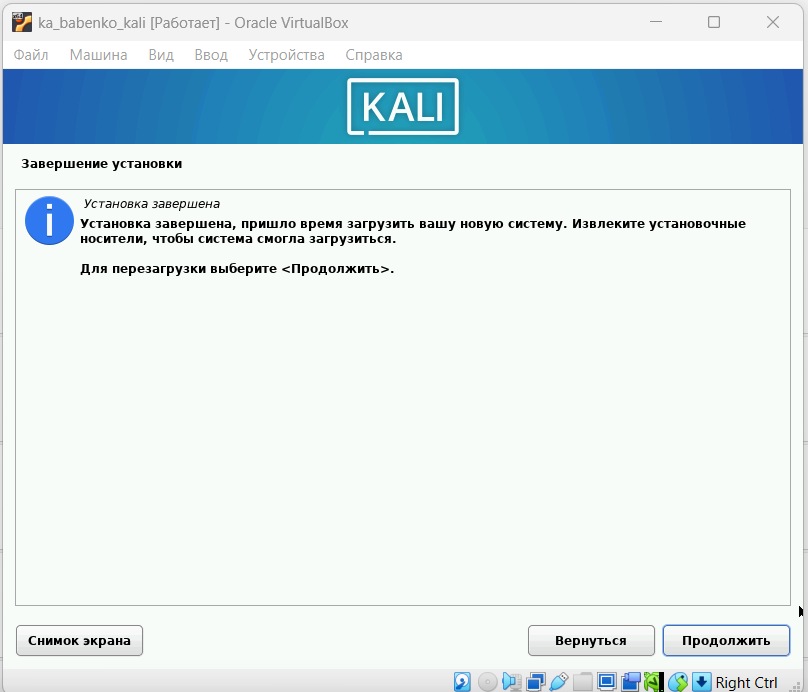 ka_babenko_kali [Работает] - Oracle VirtualBox
Файл Машина Вид Ввод Устройства Справка
KALI
Завершение установки
Установка завершена
Установка завершена, пришло время загрузить вашу новую систему. Извлеките установочные
носители, чтобы система смогла загрузиться.
Для перезагрузки выберите <Продолжить>.
Снимок экрана Вернуться Продолжить
Right Ctrl